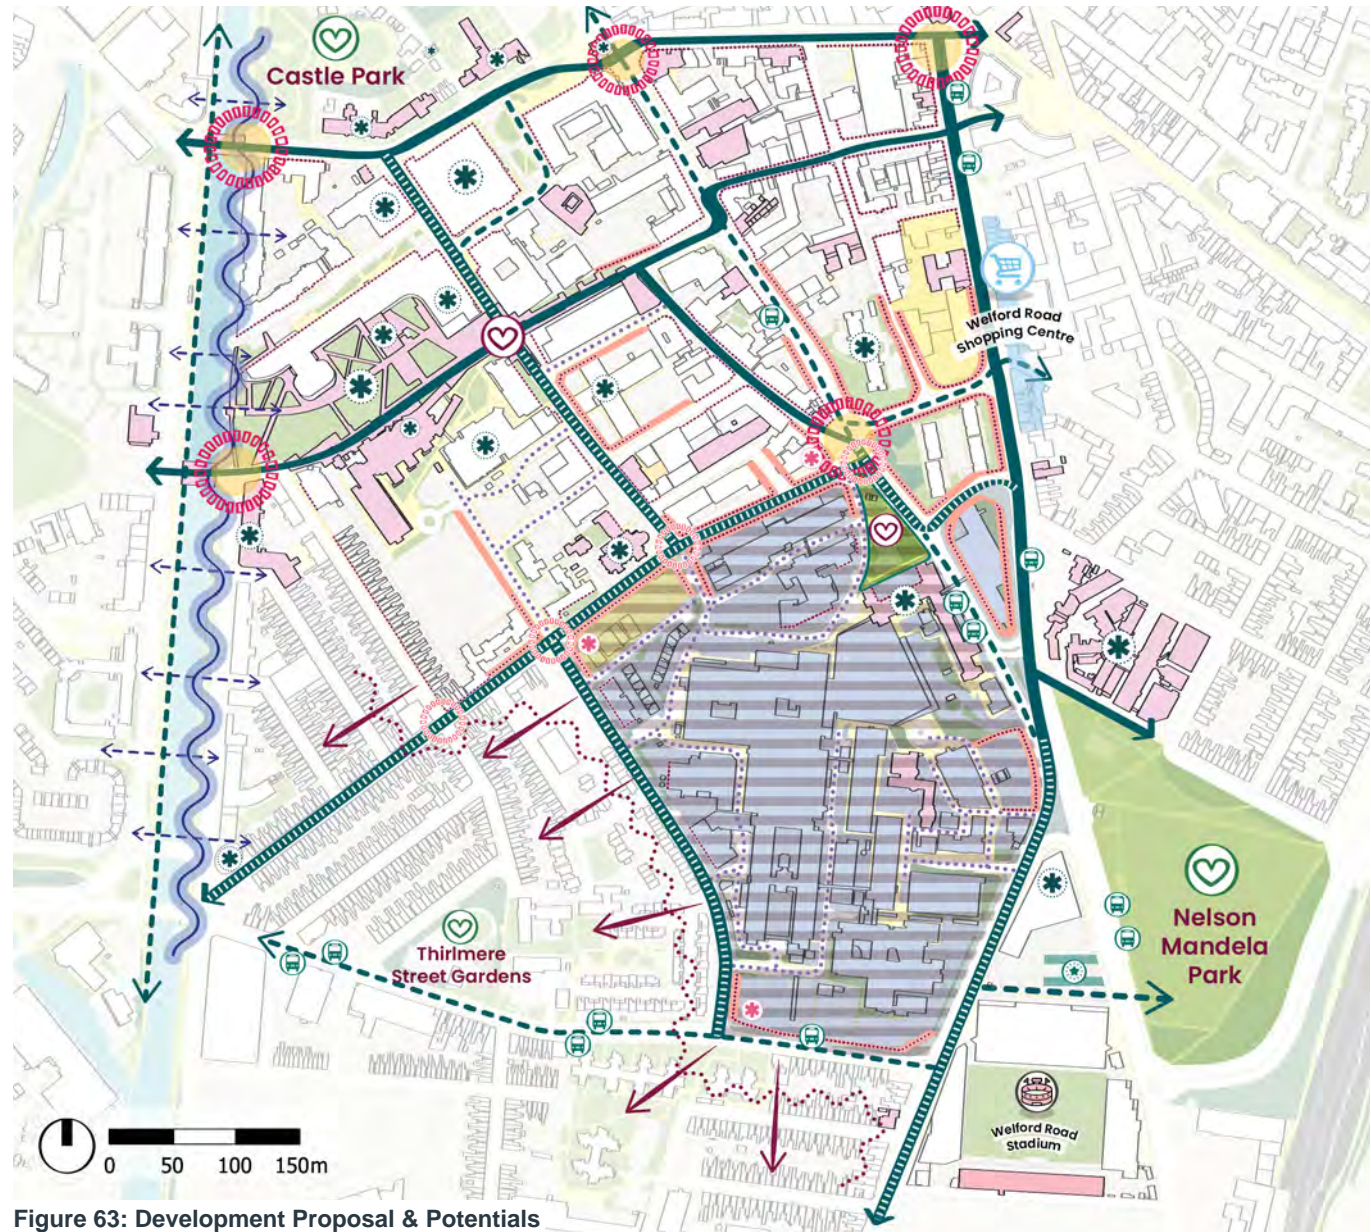 Castle Park
Welford Road
Shopping Centre
Thirlmere
Street Gardens
Nelson
Mandela
Park
Welford Road
Stadium
0 50 100 150m
Figure 63: Development Proposal & Potentials